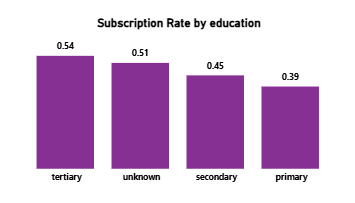 Subscription Rate by education
0.54
0.51
0.45
0.39
tertiary
unknown
secondary
primary